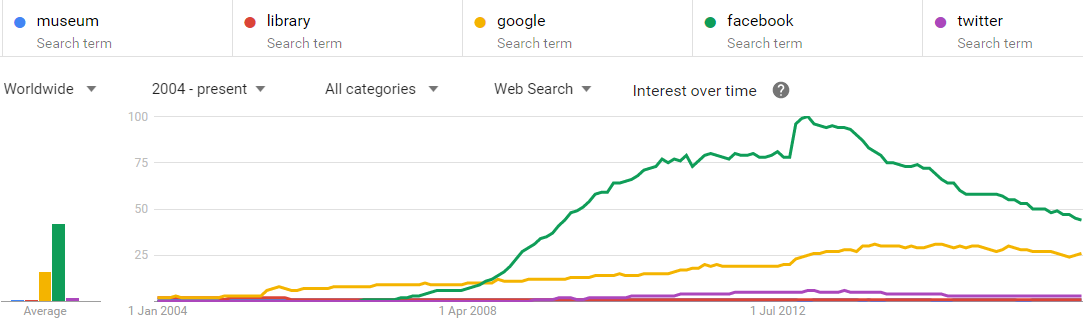 museum library google facebook twitter
Search term Search term Search term Search term Search term
Worldwide 2004 - present All categories Web Search Interest over time ?
100
75
50
25
Average 1 Jan 2004 1 Apr 2008 1 Jul 2012